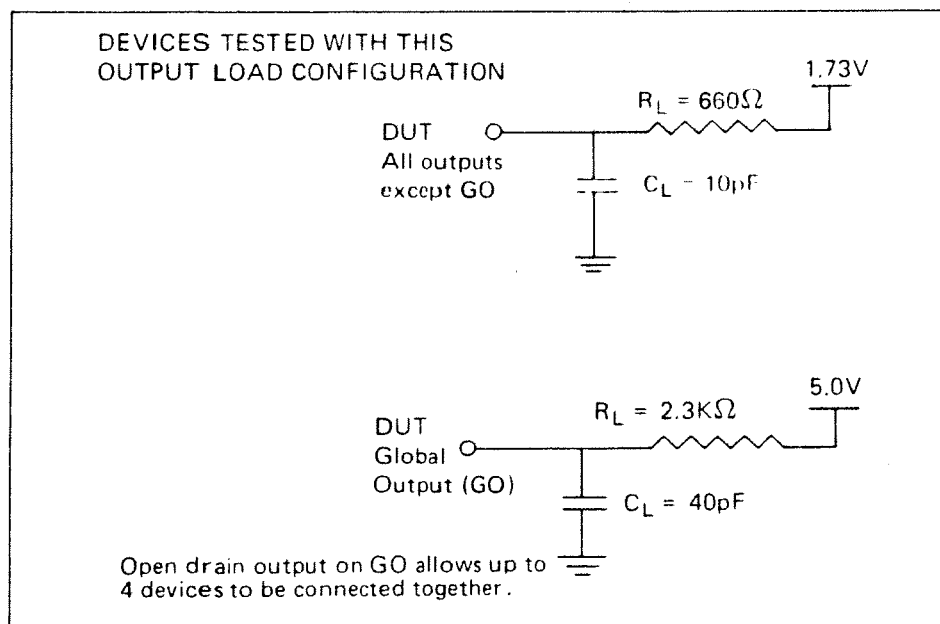 DEVICES TESTED WITH THIS
OUTPUT LOAD CONFIGURATION
1.73V
R_L = 660Ω
DUT
All outputs
except GO
C_L = 10pF
5.0V
R_L = 2.3KΩ
DUT
Global
Output (GO)
C_L = 40pF
Open drain output on GO allows up to
4 devices to be connected together.